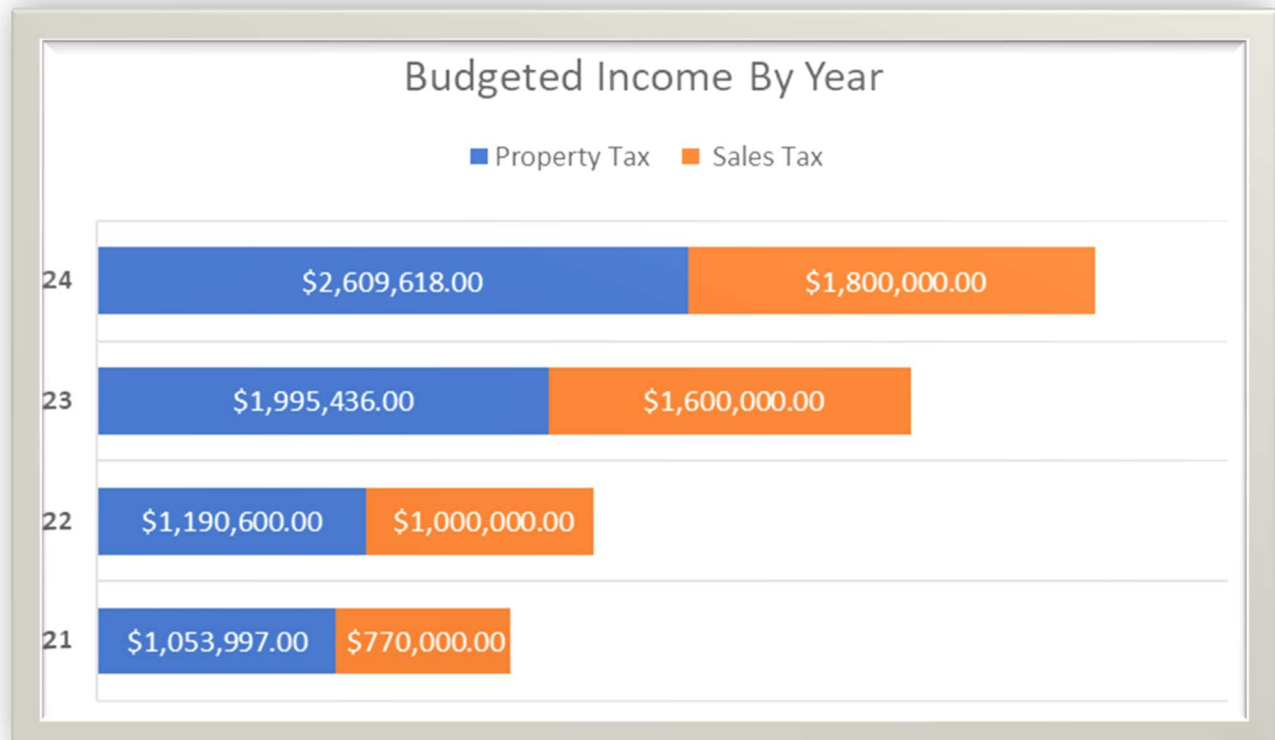 Budgeted Income By Year
Property Tax Sales Tax
24 $2,609,618.00 $1,800,000.00
23 $1,995,436.00 $1,600,000.00
22 $1,190,600.00 $1,000,000.00
21 $1,053,997.00 $770,000.00